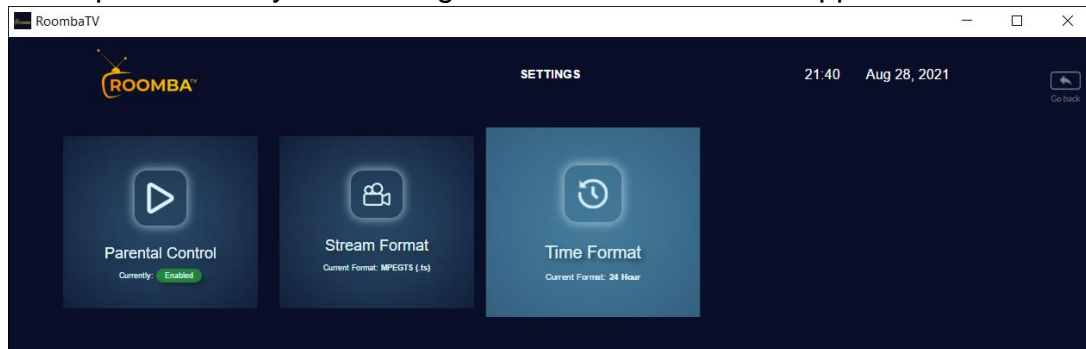 RoombaTV
ROOMBA TV
SETTINGS
21:40 Aug 28, 2021
Go back
Parental Control
Currently: Enabled
Stream Format
Current Format: MPEGTS (.ts)
Time Format
Current Format: 24 Hour